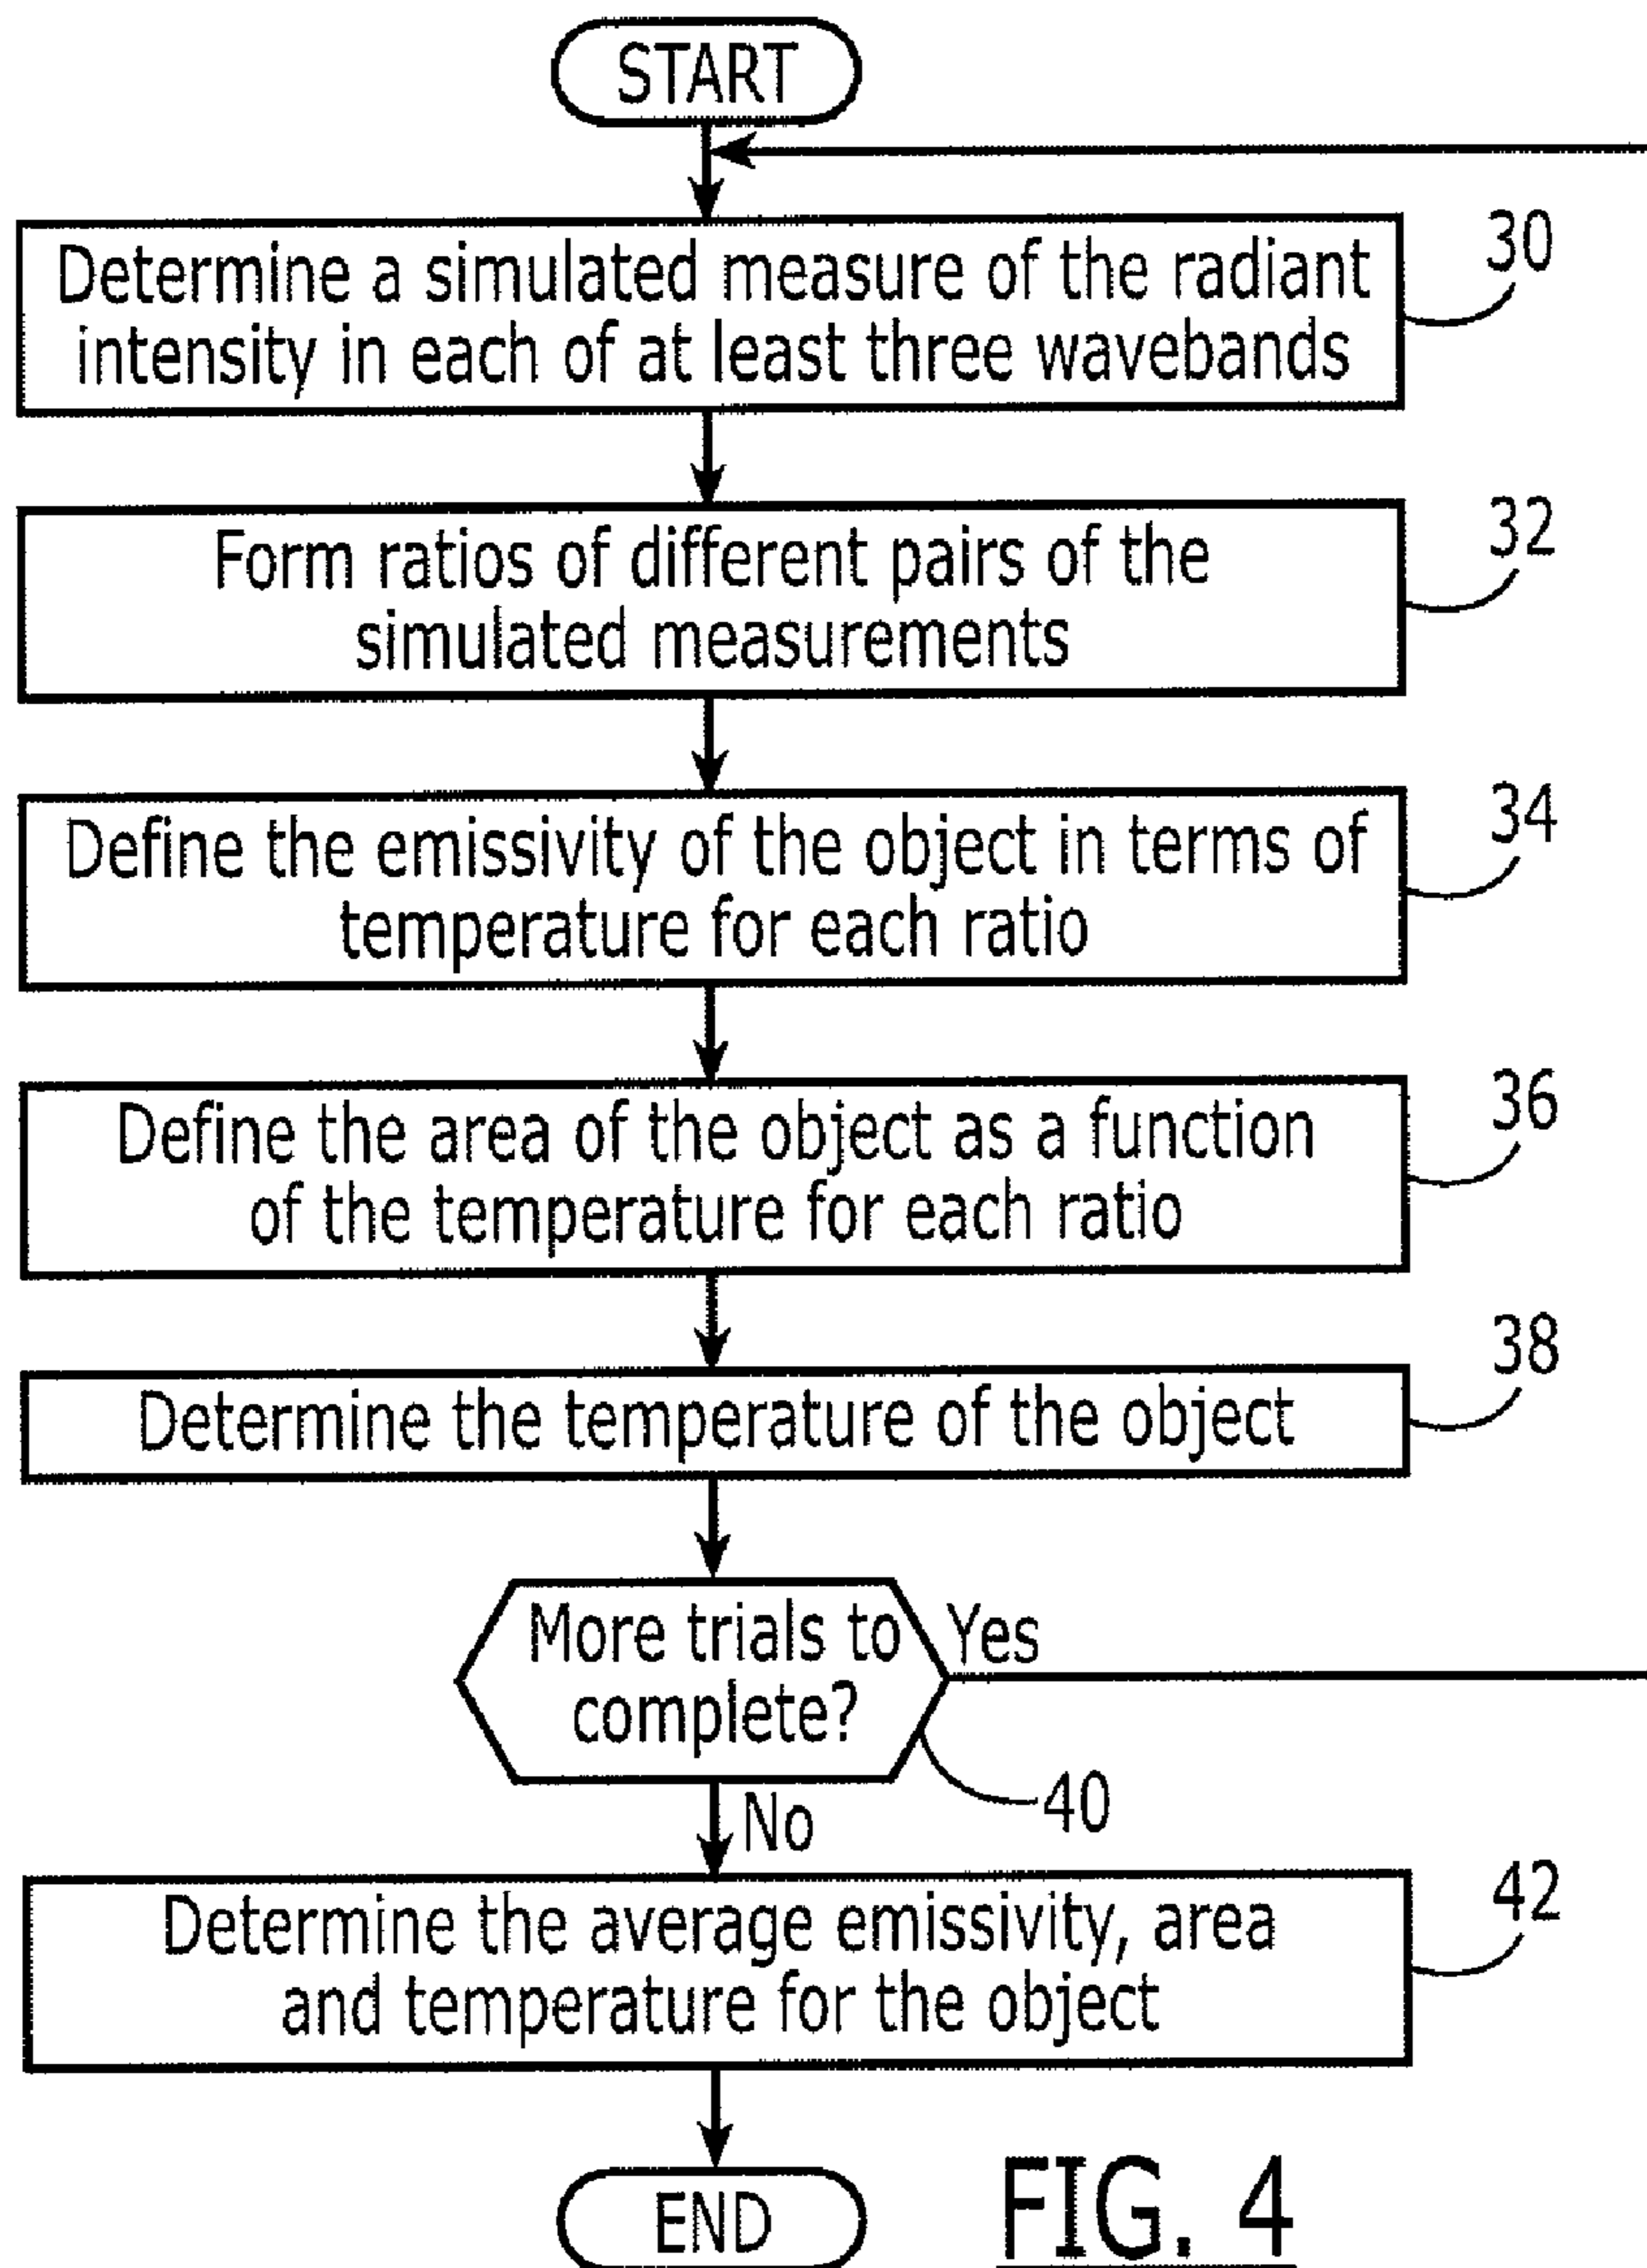 START
Determine a simulated measure of the radiant
intensity in each of at least three wavebands
30
Form ratios of different pairs of the
simulated measurements
32
Define the emissivity of the object in terms of
temperature for each ratio
34
Define the area of the object as a function
of the temperature for each ratio
36
Determine the temperature of the object
38
More trials to
complete?
Yes
40
No
Determine the average emissivity, area
and temperature for the object
42
END
FIG. 4